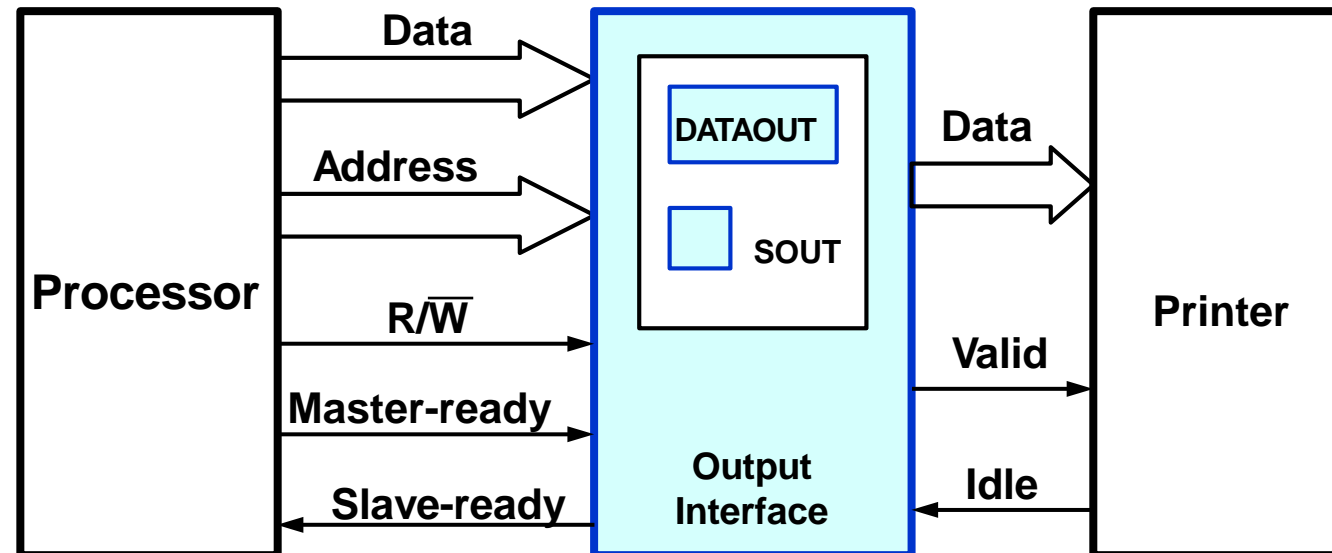 Data
Address
Processor
R/W̅
Master-ready
Slave-ready
DATAOUT
SOUT
Output
Interface
Data
Valid
Idle
Printer